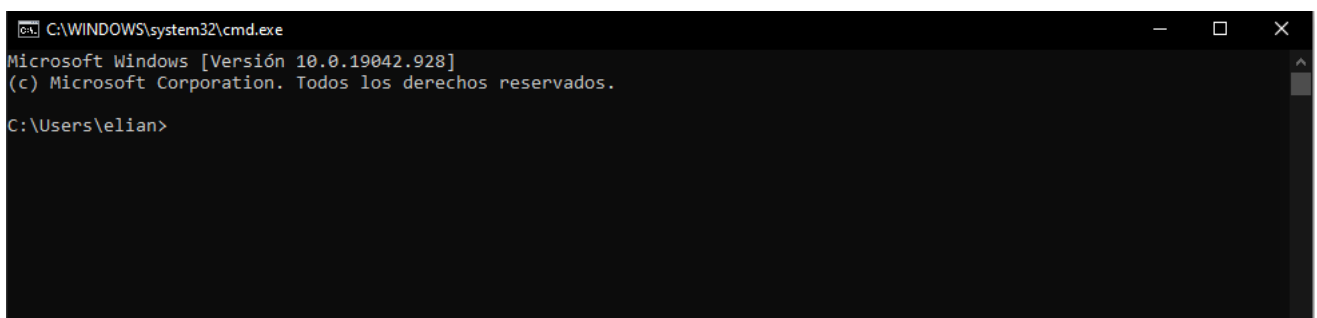 C:\WINDOWS\system32\cmd.exe
Microsoft Windows [Versión 10.0.19042.928]
(c) Microsoft Corporation. Todos los derechos reservados.
C:\Users\elian>